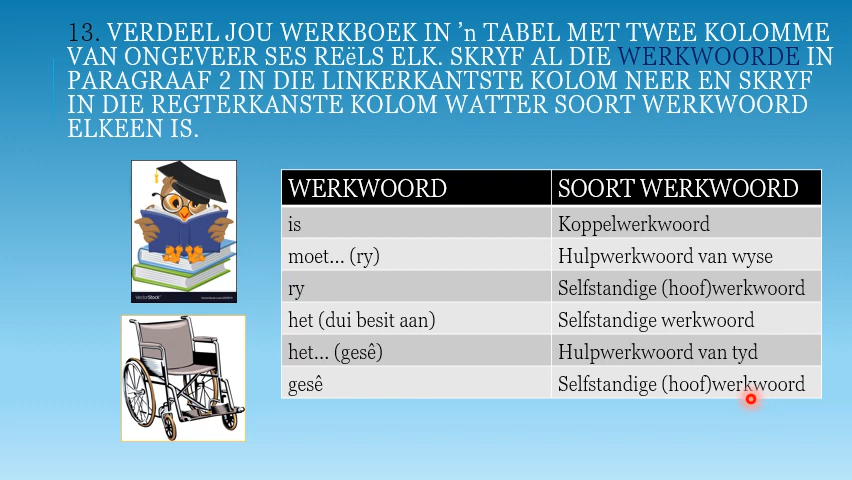 13. VERDEEL JOU WERKBOEK IN ’n TABEL MET TWEE KOLOMME
VAN ONGEVEER SES REëLS ELK. SKRYF AL DIE WERKWOORDE IN
PARAGRAAF 2 IN DIE LINKERKANTSTE KOLOM NEER EN SKRYF
IN DIE REGTERKANSTE KOLOM WATTER SOORT WERKWOORD
ELKEEN IS.
WERKWOORD SOORT WERKWOORD
is Koppelwerkwoord
moet... (ry) Hulpwerkwoord van wyse
ry Selfstandige (hoof)werkwoord
het (dui besit aan) Selfstandige werkwoord
het... (gesê) Hulpwerkwoord van tyd
gesê Selfstandige (hoof)werkwoord
VectorStock